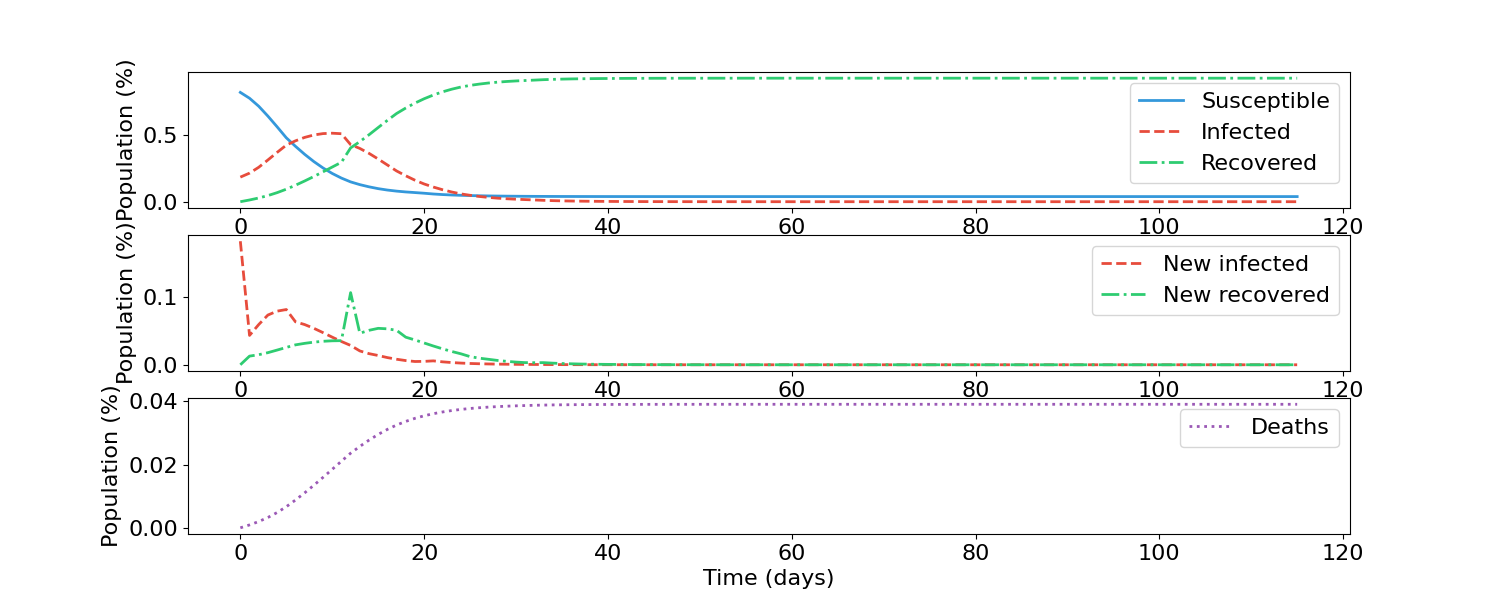 Population (%)
0.5
0.0
Susceptible
Infected
Recovered
0 20 40 60 80 100 120
Population (%)
0.1
0.0
New infected
New recovered
0 20 40 60 80 100 120
Population (%)
0.04
0.02
0.00
Deaths
0 20 40 60 80 100 120
Time (days)